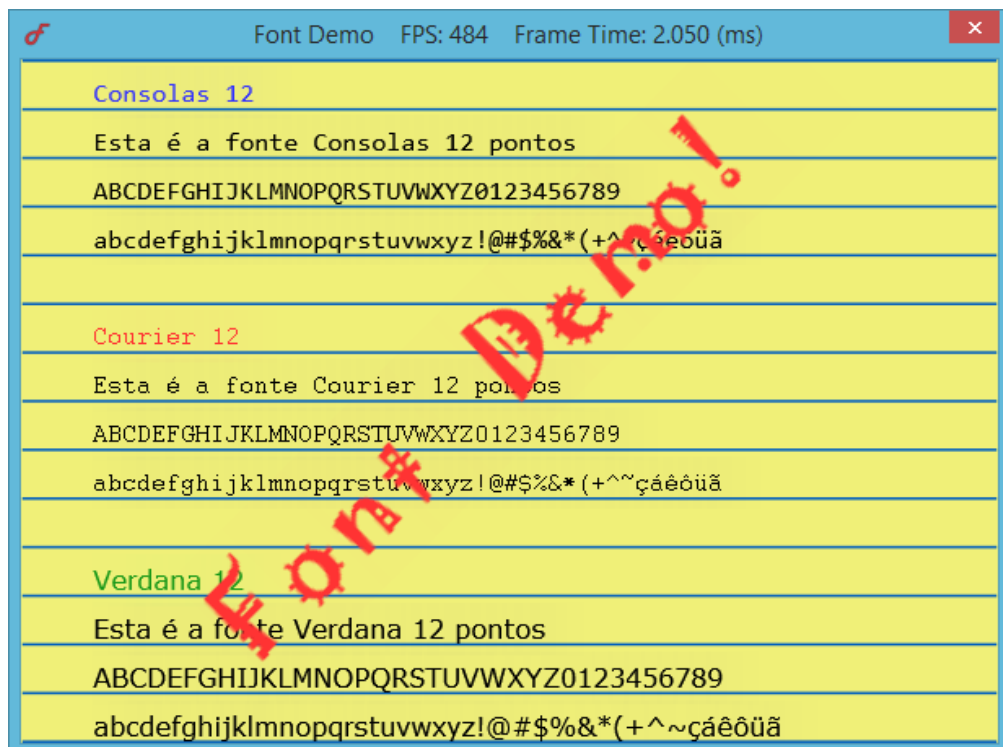 Font Demo FPS: 484 Frame Time: 2.050 (ms)
Consolas 12
Esta é a fonte Consolas 12 pontos
ABCDEFGHIJKLMNOPQRSTUVWXYZ0123456789
abcdefghijklmnopqrstuvwxyz!@#$%&*(+^~çáêôüã
Courier 12
Esta é a fonte Courier 12 pontos
ABCDEFGHIJKLMNOPQRSTUVWXYZ0123456789
abcdefghijklmnopqrstuvwxyz!@#$%&*(+^~çáêôüã
Verdana 12
Esta é a fonte Verdana 12 pontos
ABCDEFGHIJKLMNOPQRSTUVWXYZ0123456789
abcdefghijklmnopqrstuvwxyz!@#$%&*(+^~çáêôüã
Font Demo!